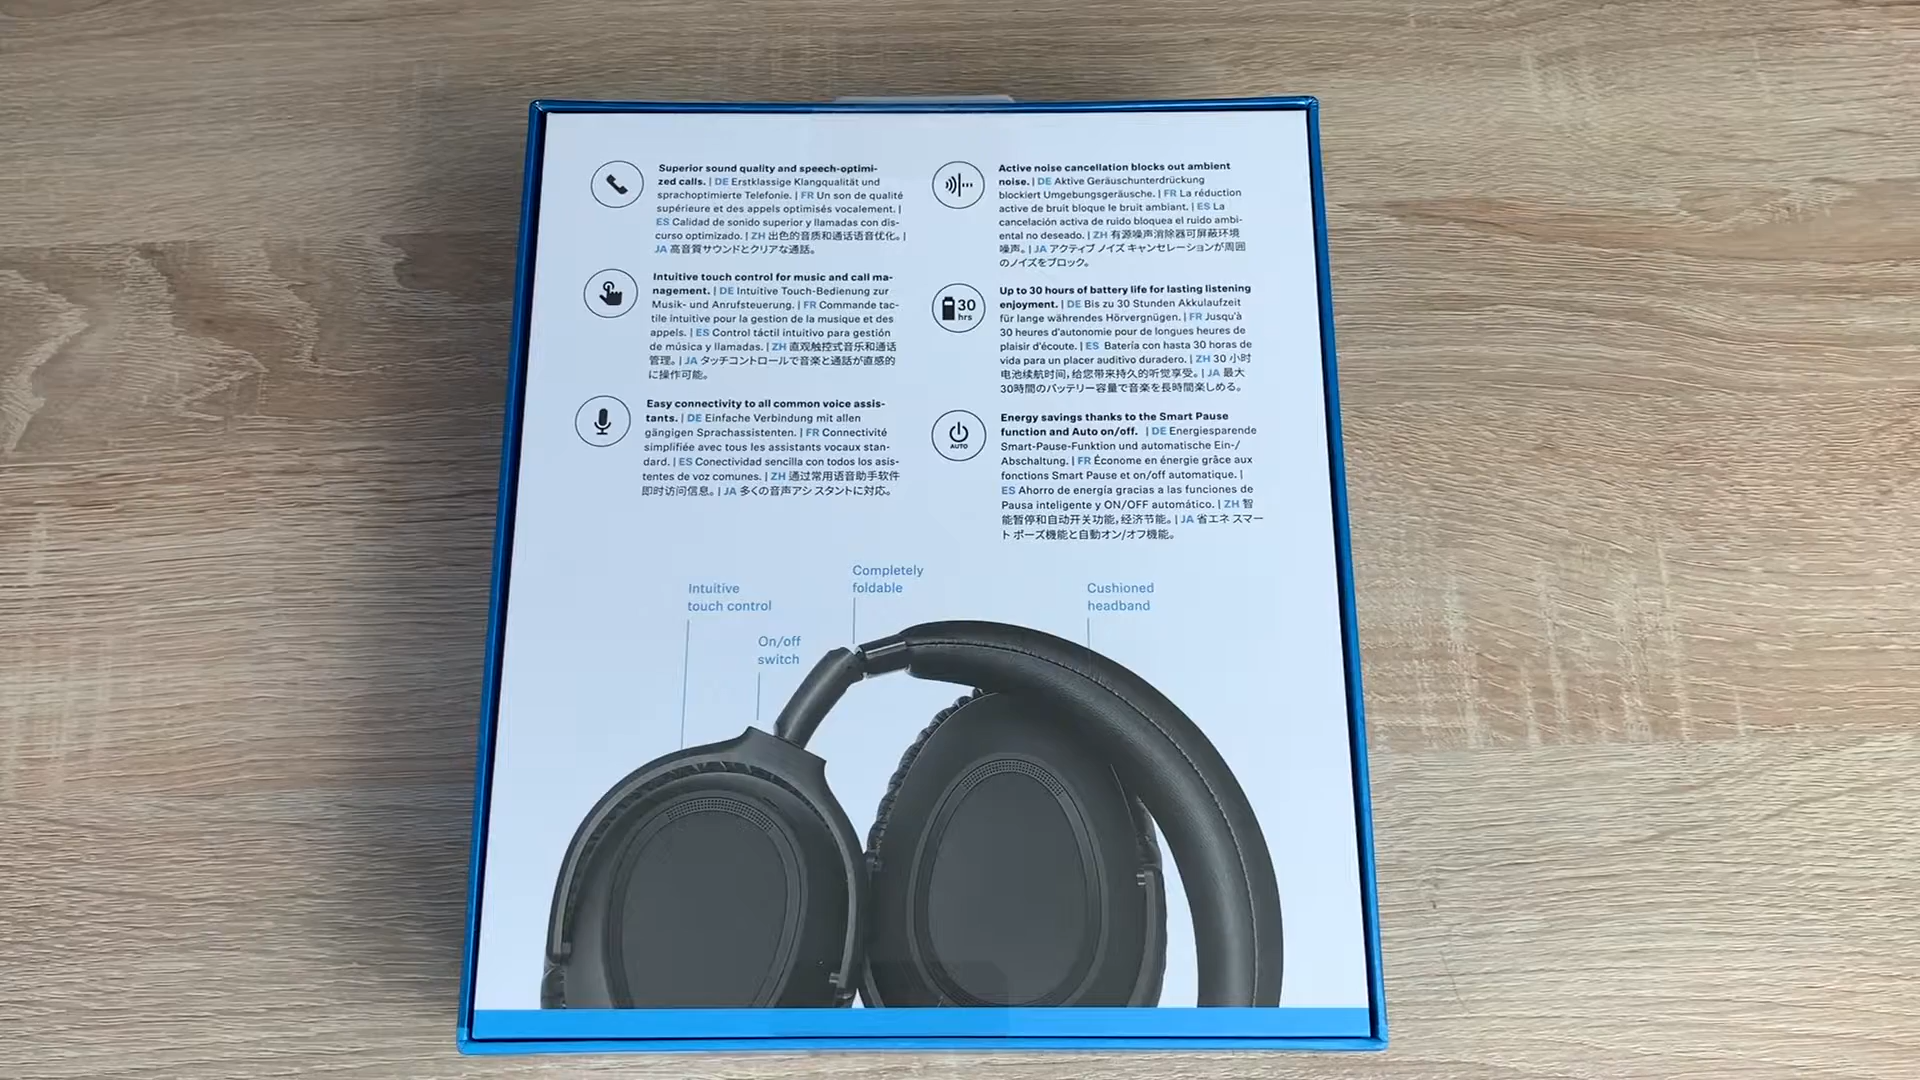 Superior sound quality and speech-optimi-
zed calls. | DE Erstklassige Klangqualität und
sprachoptimierte Telefonie. | FR Un son de qualité
supérieure et des appels optimisés vocalement. |
ES Calidad de sonido superior y llamadas con dis-
curso optimizado. | ZH 出色的音质和通话语音优化。 |
JA 高音質サウンドとクリアな通話。
Intuitive touch control for music and call ma-
nagement. | DE Intuitive Touch-Bedienung zur
Musik- und Anrufsteuerung. | FR Commande tac-
tile intuitive pour la gestion de la musique et des
appels. | ES Control táctil intuitivo para gestión
de música y llamadas. | ZH 直观触控式音乐和通话
管理。 | JA タッチコントロールで音楽と通話が直感的
に操作可能。
Easy connectivity to all common voice assis-
tants. | DE Einfache Verbindung mit allen
gängigen Sprachassistenten. | FR Connectivité
simplifiée avec tous les assistants vocaux stan-
dard. | ES Conectividad sencilla con todos los asis-
tentes de voz comunes. | ZH 通过常用语音助手软件
即时访问信息。 | JA 多くの音声アシスタントに対応。
Active noise cancellation blocks out ambient
noise. | DE Aktive Geräuschunterdrückung
blockiert Umgebungsgeräusche. | FR La réduction
active de bruit bloque le bruit ambiant. | ES La
cancelación activa de ruido bloquea el ruido ambi-
ental no deseado. | ZH 有源噪声消除器可屏蔽环境
噪声。 | JA アクティブ ノイズ キャンセレーションが周囲
のノイズをブロック。
30
hrs
Up to 30 hours of battery life for lasting listening
enjoyment. | DE Bis zu 30 Stunden Akkulaufzeit
für lange währendes Hörvergnügen. | FR Jusqu'à
30 heures d'autonomie pour de longues heures de
plaisir d'écoute. | ES Batería con hasta 30 horas de
vida para un placer auditivo duradero. | ZH 30 小时
电池续航时间, 给您带来持久的听觉享受。 | JA 最大
30時間のバッテリー容量で音楽を長時間楽しめる。
AUTO
Energy savings thanks to the Smart Pause
function and Auto on/off. | DE Energiesparende
Smart-Pause-Funktion und automatische Ein-/
Abschaltung. | FR Économe en énergie grâce aux
fonctions Smart Pause et on/off automatique. |
ES Ahorro de energía gracias a las funciones de
Pausa inteligente y ON/OFF automático. | ZH 智
能暂停和自动开关功能, 经济节能。 | JA 省エネ スマー
ト ポーズ機能と自動オン/オフ機能。
Completely
foldable
Intuitive
touch control
Cushioned
headband
On/off
switch